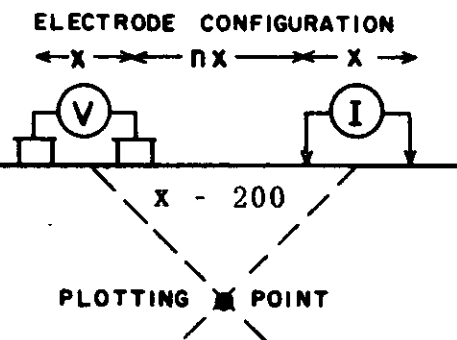 ELECTRODE CONFIGURATION
x nx x
V I
x - 200
PLOTTING POINT